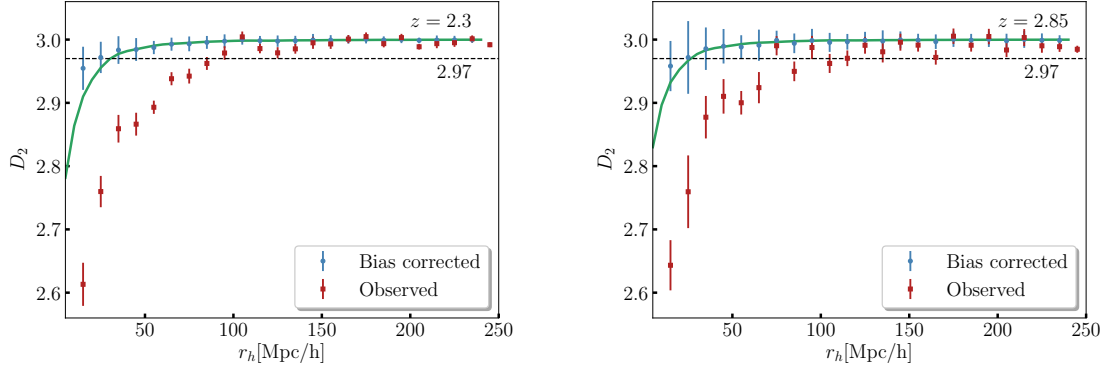 z = 2.3
3.0
2.97
2.9
D₂
2.8
2.7
Bias corrected
Observed
2.6
50 100 150 200 250
r_h[Mpc/h]
z = 2.85
3.0
2.97
2.9
D₂
2.8
2.7
Bias corrected
Observed
2.6
50 100 150 200 250
r_h[Mpc/h]